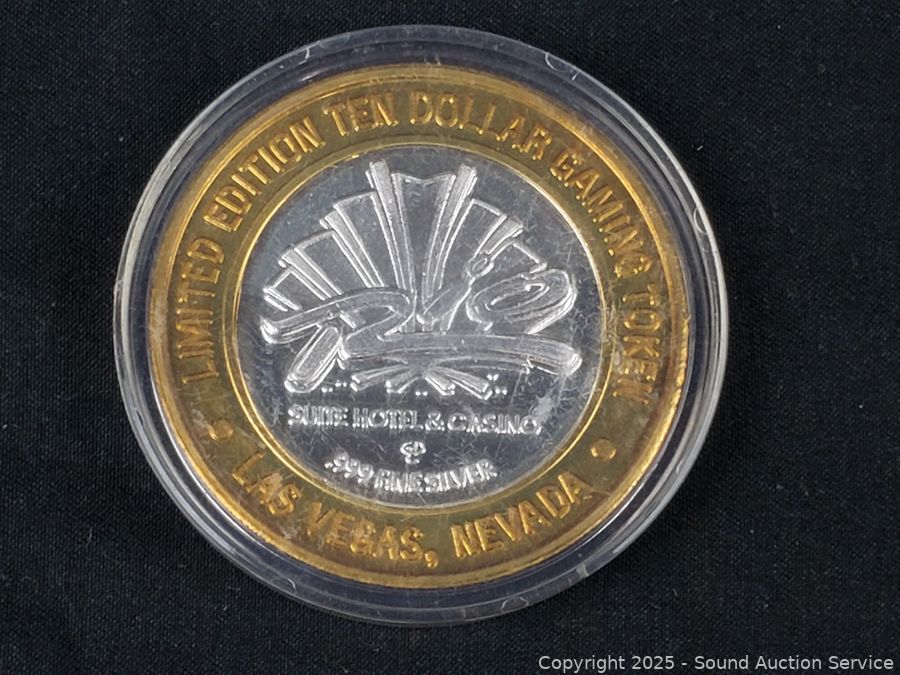 LIMITED EDITION TEN DOLLAR GAMING TOKEN
Rio
SUITE HOTEL & CASINO
.999 FINE SILVER
LAS VEGAS, NEVADA
Copyright 2025 - Sound Auction Service